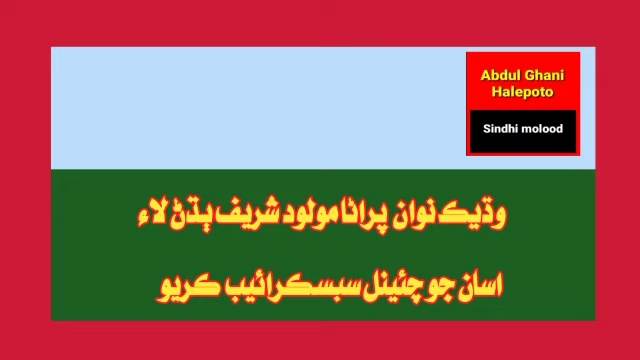 Abdul Ghani
Halepoto
Sindhi molood
وڌيڪ نوان پراڻا مولود شريف ٻڌڻ لاءِ
اسان جو چئينل سبسڪرائيب ڪريو